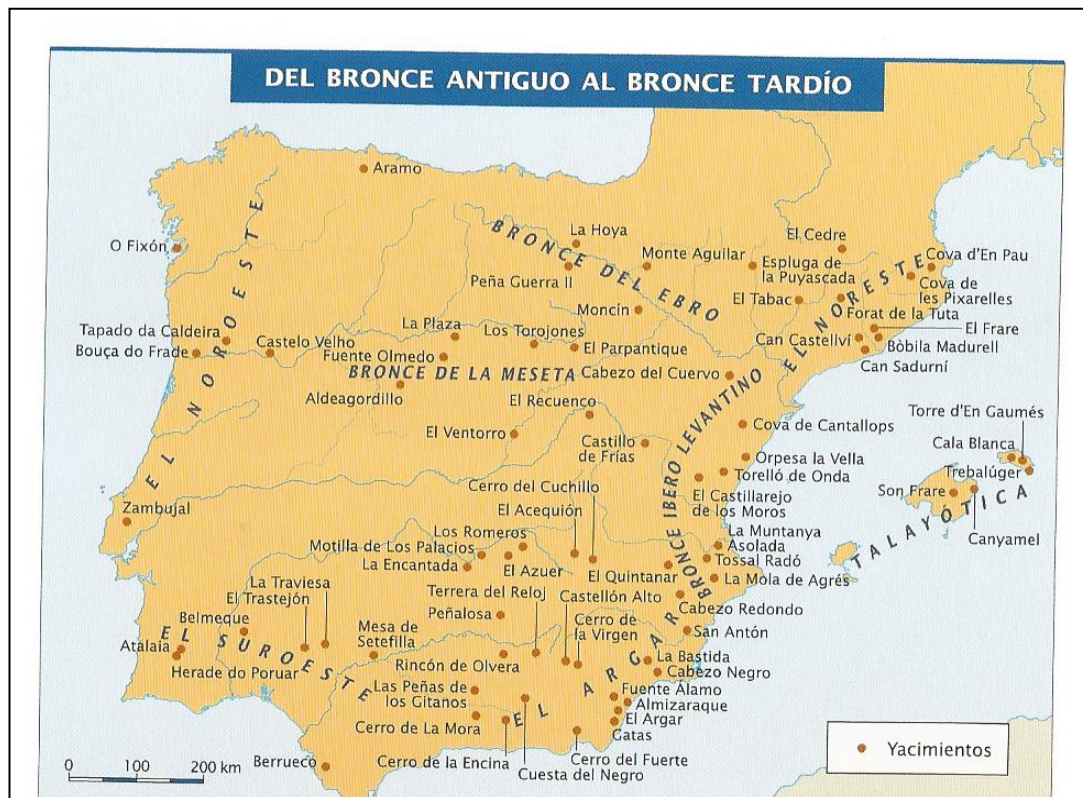 DEL BRONCE ANTIGUO AL BRONCE TARDÍO
Aramo
O Fixón
EL NOROESTE
BRONCE DEL EBRO
La Hoya
Peña Guerra II
Monte Aguilar
El Cedre
Espluga de
la Puyascada
Cova d'En Pau
Cova de
les Pixarelles
El Tabac
Moncín
Forat de la Tuta
El Frare
Can Castellví
Bòbila Madurell
Can Sadurní
EL NORESTE
Tapado da Caldeira
Bouça do Frade
Castelo Velho
La Plaza
Fuente Olmedo
Los Torojones
El Parpantique
BRONCE DE LA MESETA
Cabezo del Cuervo
Aldeagordillo
El Recuenco
El Ventorro
Castillo
de Frías
BRONCE IBERO LEVANTINO
Cova de Cantallops
Orpesa la Vella
Torelló de Onda
El Castillarejo
de los Moros
Torre d'En Gaumés
Cala Blanca
Trebalúger
Son Frare
Canyamel
TALAYÓTICA
Zambujal
Cerro del Cuchillo
El Acequión
Los Romeros
Motilla de Los Palacios
La Encantada
El Azuer
El Quintanar
La Muntanya
Asolada
Tossal Radó
La Mola de Agrés
La Traviesa
El Trastejón
Belmeque
Atalaia
Herade do Poruar
EL SUROESTE
Mesa de
Setefilla
Terrera del Reloj
Peñalosa
Castellón Alto
Cerro de
la Virgen
Cabezo Redondo
San Antón
Rincón de Olvera
La Bastida
Cabezo Negro
Las Peñas de
los Gitanos
EL ARGAR
Fuente Álamo
Almizaraque
El Argar
Gatas
Cerro de La Mora
Berrueco
Cerro de la Encina
Cuesta del Negro
Cerro del Fuerte
Yacimientos
0 100 200 km